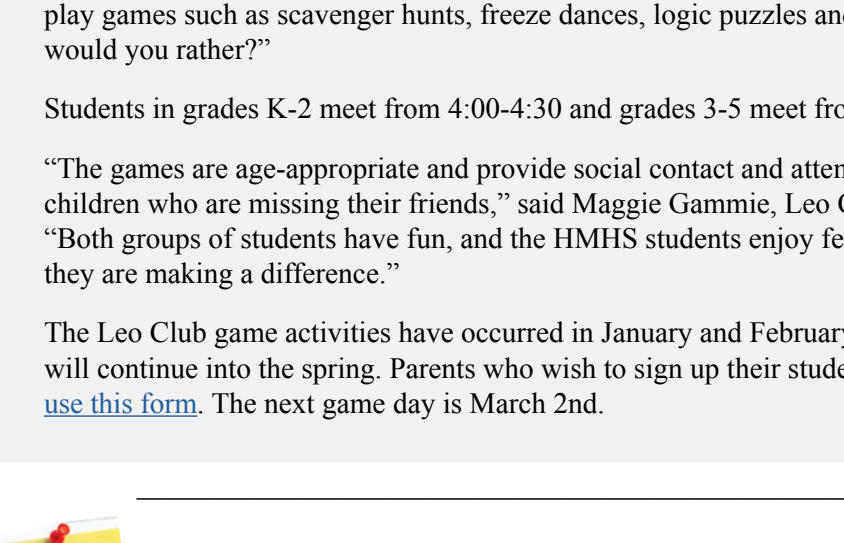 play games such as scavenger hunts, freeze dances, logic puzzles and
would you rather?”
Students in grades K-2 meet from 4:00-4:30 and grades 3-5 meet fro
“The games are age-appropriate and provide social contact and atten
children who are missing their friends,” said Maggie Gammie, Leo C
“Both groups of students have fun, and the HMHS students enjoy fe
they are making a difference.”
The Leo Club game activities have occurred in January and February
will continue into the spring. Parents who wish to sign up their stude
use this form. The next game day is March 2nd.